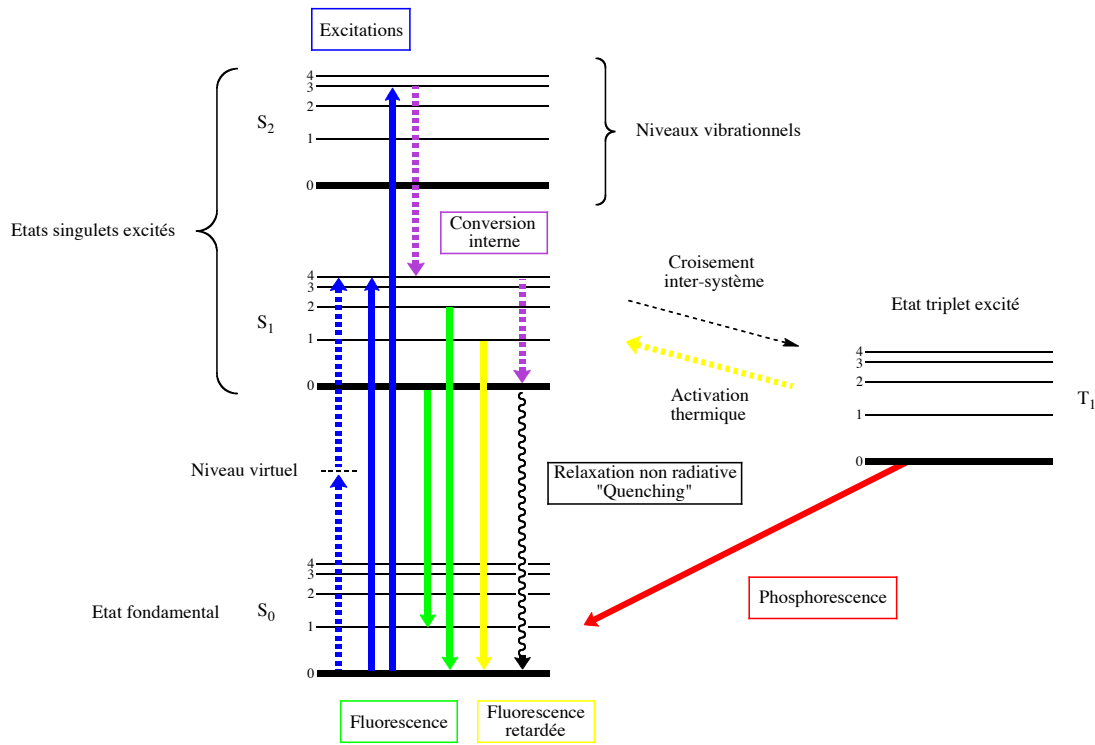 Excitations
4
3
2
1
0
S2
Niveaux vibrationnels
Etats singulets excités
Conversion
interne
4
3
2
1
0
S1
Croisement
inter-système
Activation
thermique
Etat triplet excité
4
3
2
1
0
T1
Niveau virtuel
Relaxation non radiative
"Quenching"
4
3
2
1
0
Etat fondamental
S0
Phosphorescence
Fluorescence
Fluorescence
retardée